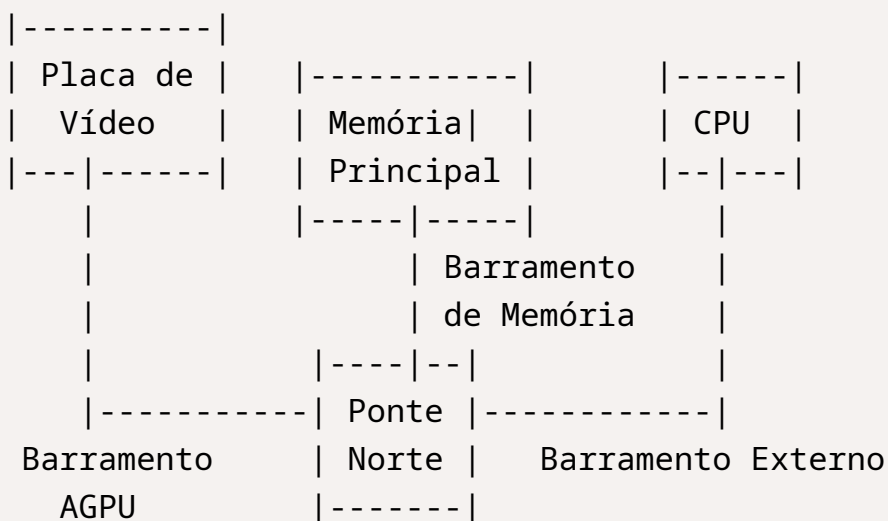 |----------|
| Placa de |   |-----------|      |------|
|  Vídeo   |   | Memória|  |      | CPU  |
|---|------|   | Principal |      |--|---|
    |          |-----|-----|         |
    |                | Barramento    |
    |                | de Memória    |
    |           |----|--|            |
    |-----------| Ponte |------------|
Barramento     | Norte |   Barramento Externo
  AGPU         |-------|